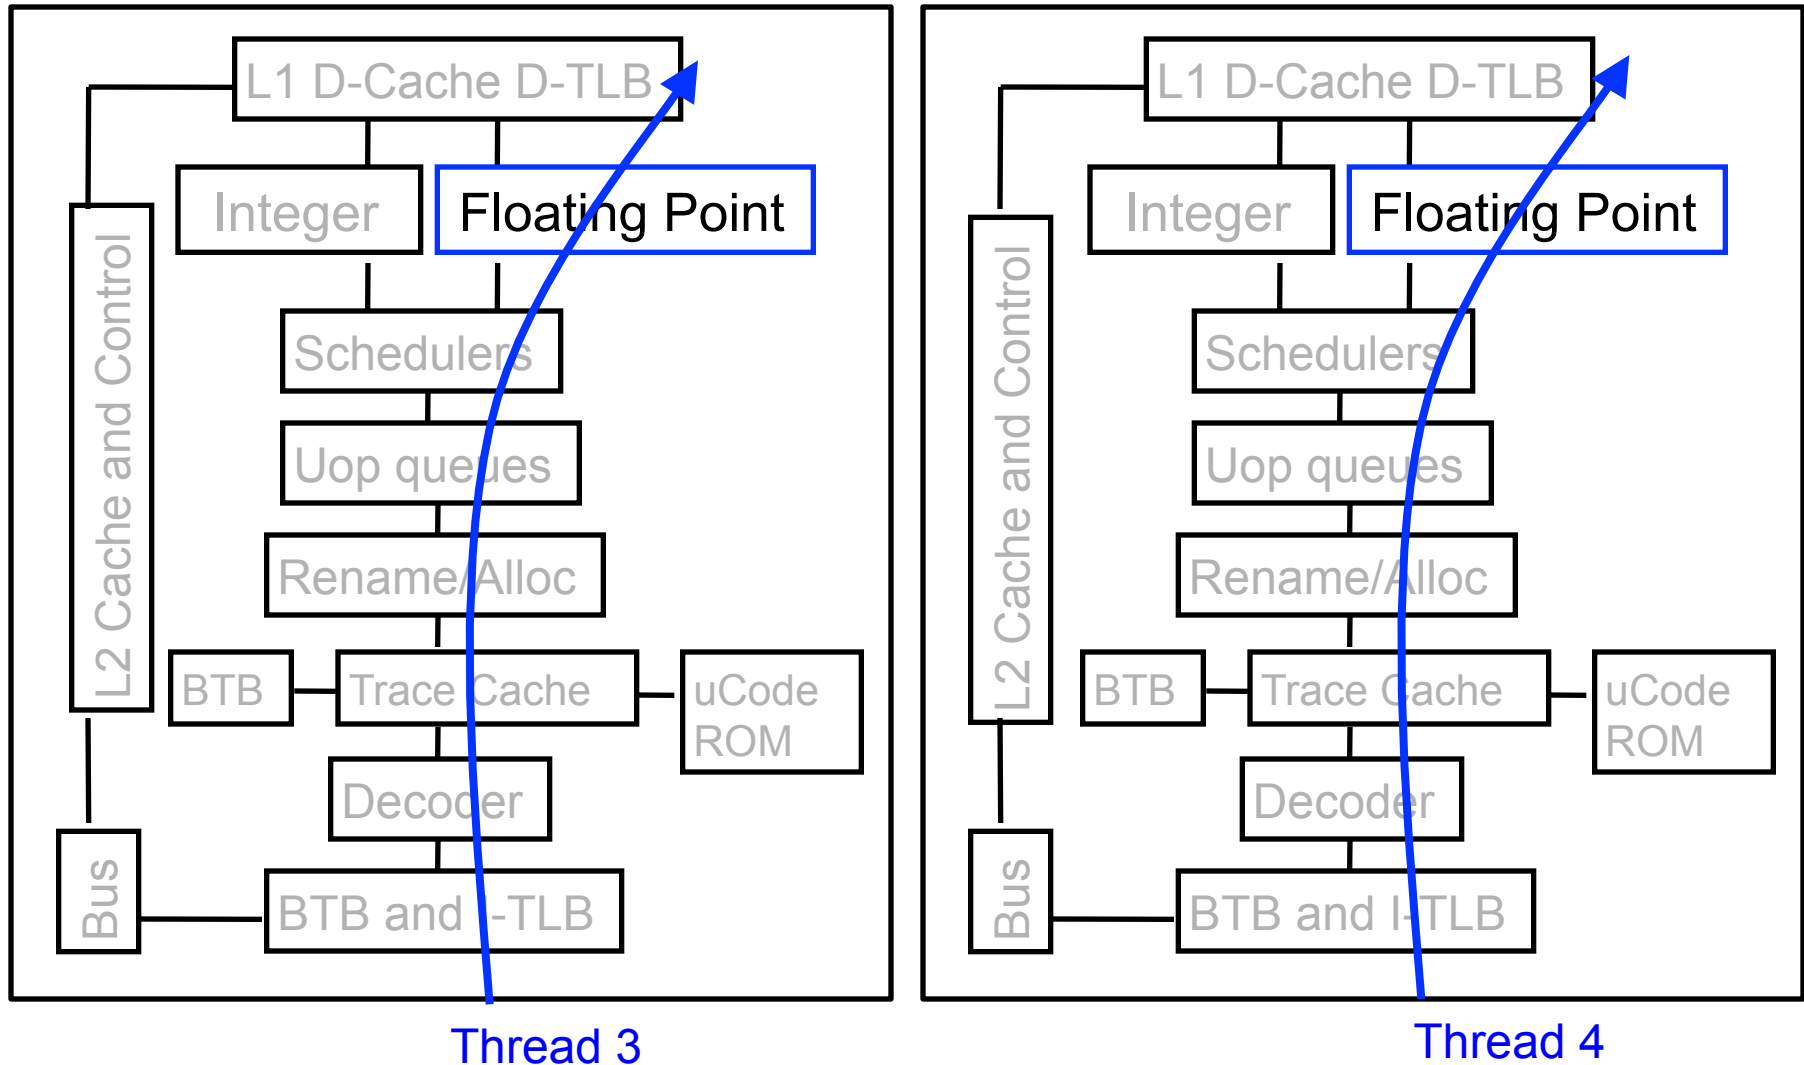 L1 D-Cache D-TLB
Integer
Floating Point
L2 Cache and Control
Schedulers
Uop queues
Rename/Alloc
BTB
Trace Cache
uCode
ROM
Decoder
Bus
BTB and I-TLB
Thread 3
L1 D-Cache D-TLB
Integer
Floating Point
L2 Cache and Control
Schedulers
Uop queues
Rename/Alloc
BTB
Trace Cache
uCode
ROM
Decoder
Bus
BTB and I-TLB
Thread 4